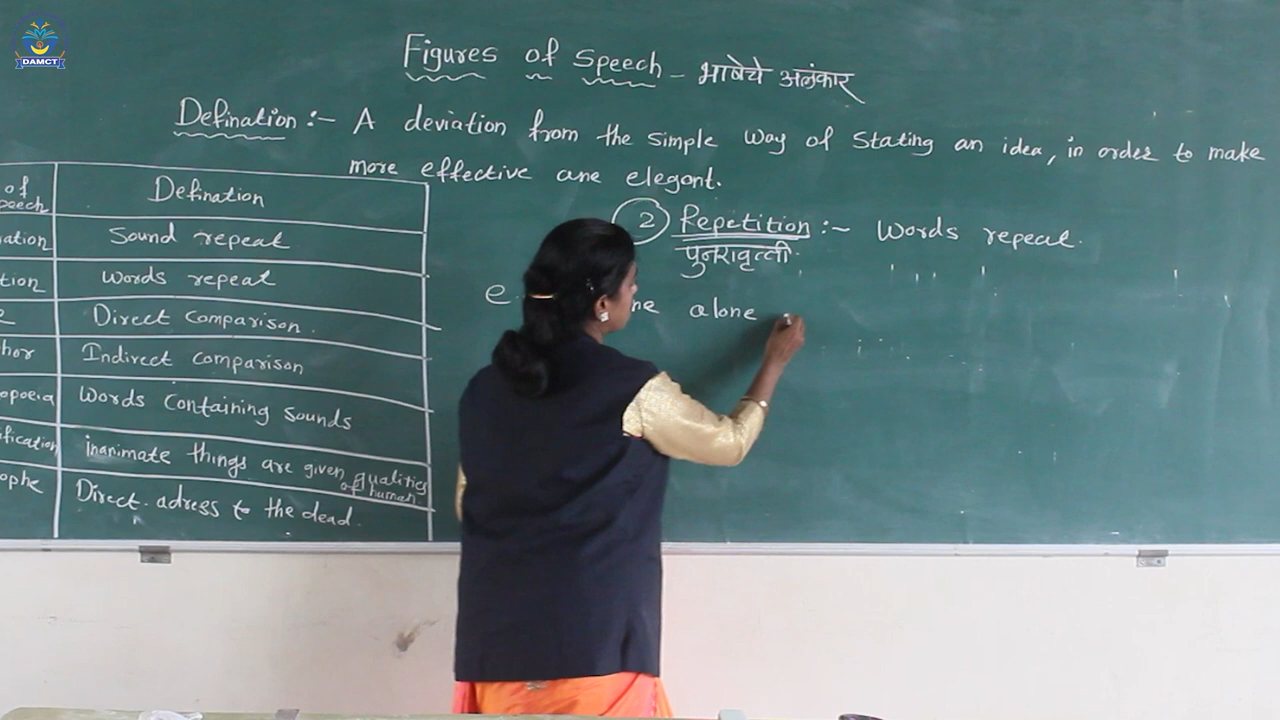 DAMCT
Figures of Speech - भाषेचे अलंकार
Defination :- A deviation from the simple way of stating an idea, in order to make
more effective ane elegant.
of
peech
Defination
ation
Sound repeat
tion
Words repeat
Direct comparison.
hor
Indirect comparison
opoeia
Words Containing Sounds
ification
inanimate things are given qualities
of human
ophe
Direct. adress to the dead.
2 Repetition :- Words repeat.
पुनरावृत्ती.
e
ne alone